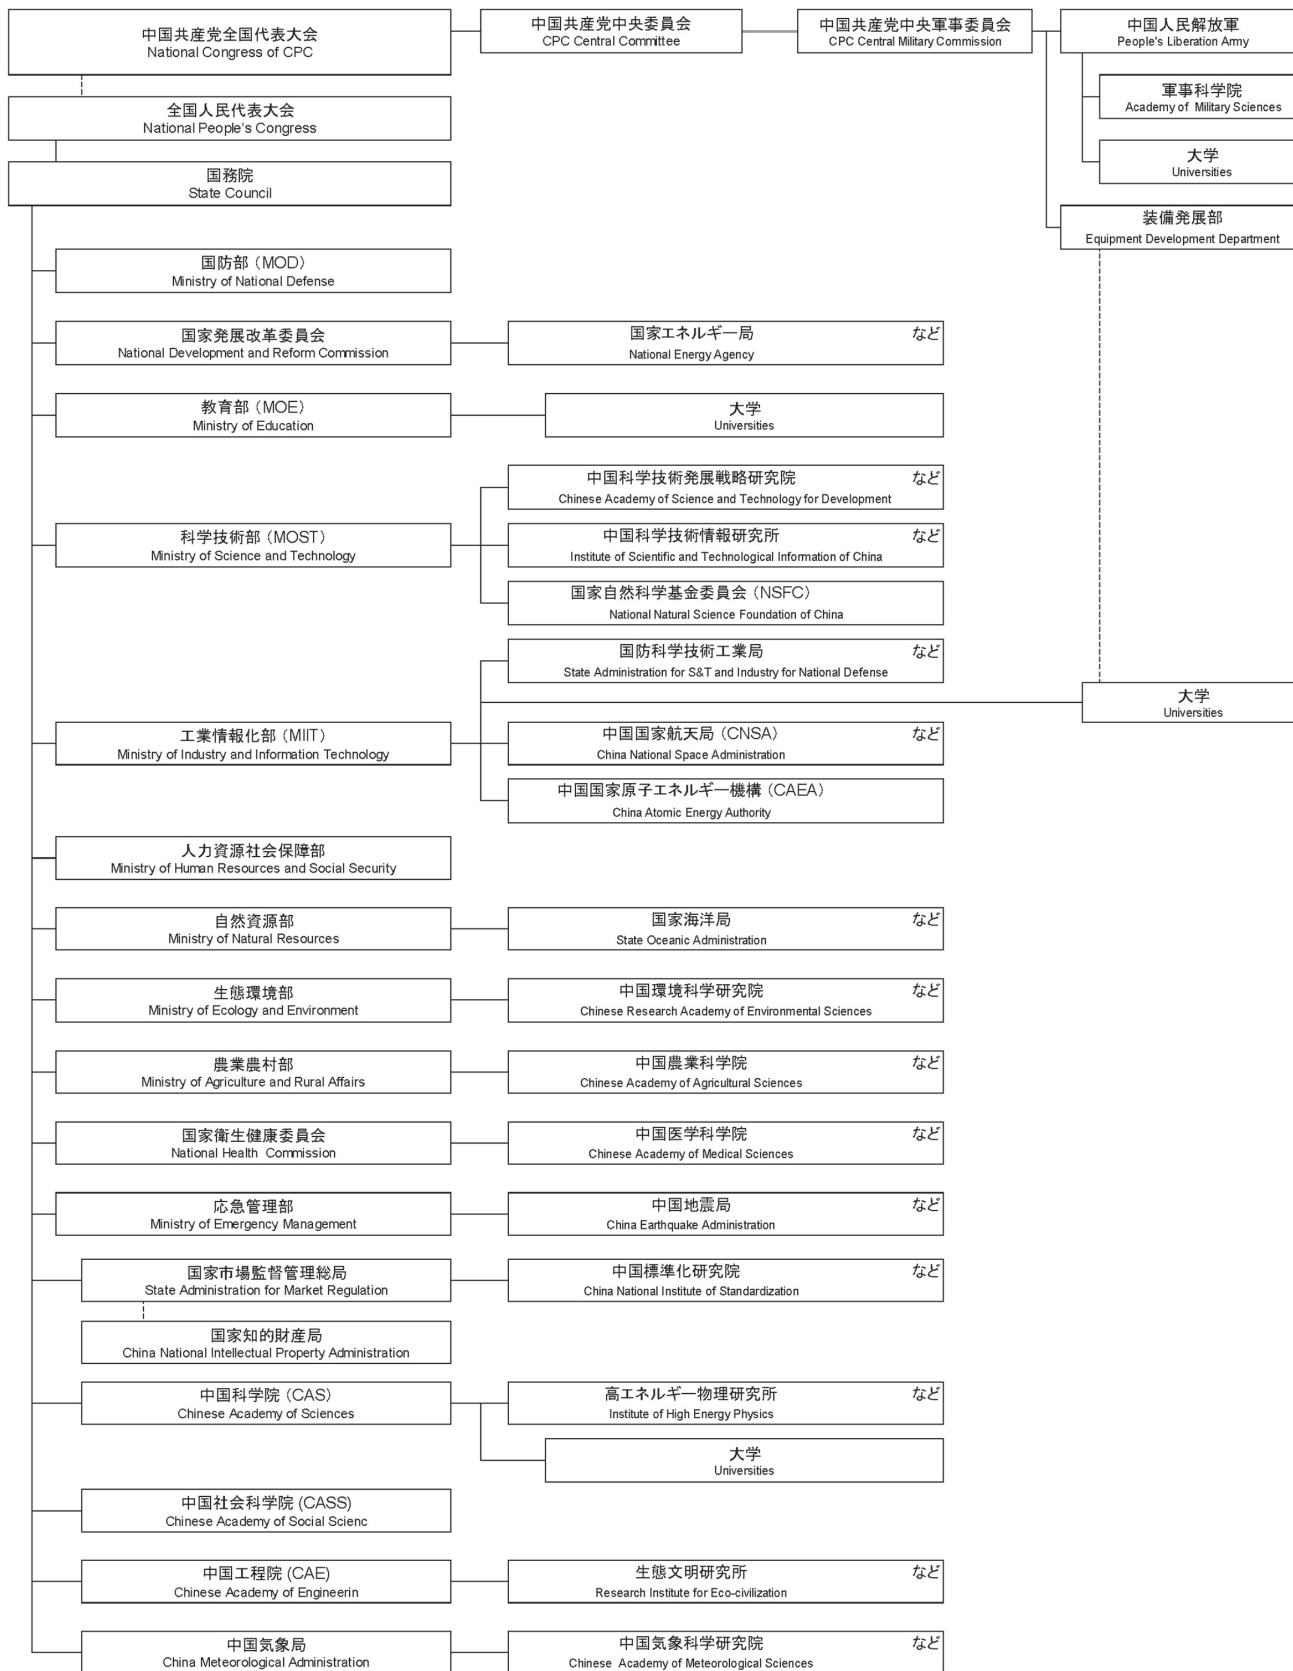 中国共産党全国代表大会
National Congress of CPC
中国共産党中央委員会
CPC Central Committee
中国共産党中央軍事委員会
CPC Central Military Commission
中国人民解放軍
People's Liberation Army
軍事科学院
Academy of Military Sciences
全国人民代表大会
National People's Congress
大学
Universities
国務院
State Council
装備発展部
Equipment Development Department
国防部（MOD）
Ministry of National Defense
国家発展改革委員会
National Development and Reform Commission
国家エネルギー局 など
National Energy Agency
教育部（MOE）
Ministry of Education
大学
Universities
中国科学技術発展戦略研究院 など
Chinese Academy of Science and Technology for Development
科学技術部（MOST）
Ministry of Science and Technology
中国科学技術情報研究所 など
Institute of Scientific and Technological Information of China
国家自然科学基金委員会（NSFC）
National Natural Science Foundation of China
国防科学技術工業局 など
State Administration for S&T and Industry for National Defense
大学
Universities
工業情報化部（MIIT）
Ministry of Industry and Information Technology
中国国家航天局（CNSA） など
China National Space Administration
中国国家原子エネルギー機構（CAEA）
China Atomic Energy Authority
人力資源社会保障部
Ministry of Human Resources and Social Security
自然資源部
Ministry of Natural Resources
国家海洋局 など
State Oceanic Administration
生態環境部
Ministry of Ecology and Environment
中国環境科学研究院 など
Chinese Research Academy of Environmental Sciences
農業農村部
Ministry of Agriculture and Rural Affairs
中国農業科学院 など
Chinese Academy of Agricultural Sciences
国家衛生健康委員会
National Health Commission
中国医学科学院 など
Chinese Academy of Medical Sciences
応急管理部
Ministry of Emergency Management
中国地震局 など
China Earthquake Administration
国家市場監督管理総局
State Administration for Market Regulation
中国標準化研究院 など
China National Institute of Standardization
国家知的財産局
China National Intellectual Property Administration
中国科学院（CAS）
Chinese Academy of Sciences
高エネルギー物理研究所 など
Institute of High Energy Physics
大学
Universities
中国社会科学院 (CASS)
Chinese Academy of Social Scienc
中国工程院 (CAE)
Chinese Academy of Engineerin
生態文明研究所 など
Research Institute for Eco-civilization
中国気象局
China Meteorological Administration
中国気象科学研究院 など
Chinese Academy of Meteorological Sciences